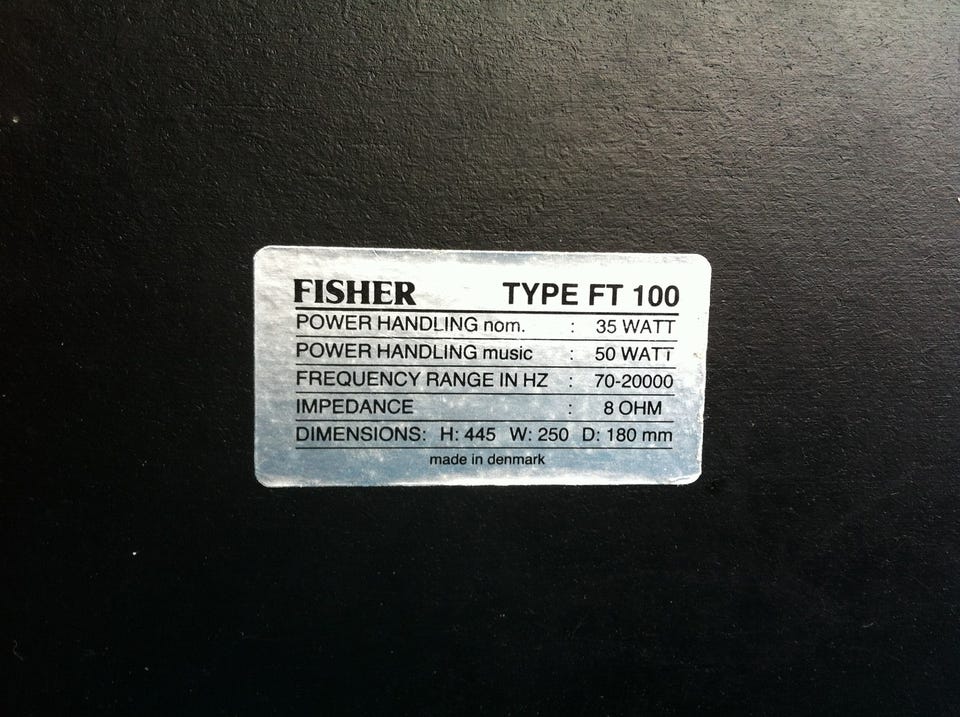 FISHER TYPE FT 100
POWER HANDLING nom. : 35 WATT
POWER HANDLING music : 50 WATT
FREQUENCY RANGE IN HZ : 70-20000
IMPEDANCE : 8 OHM
DIMENSIONS: H: 445 W: 250 D: 180 mm
made in denmark